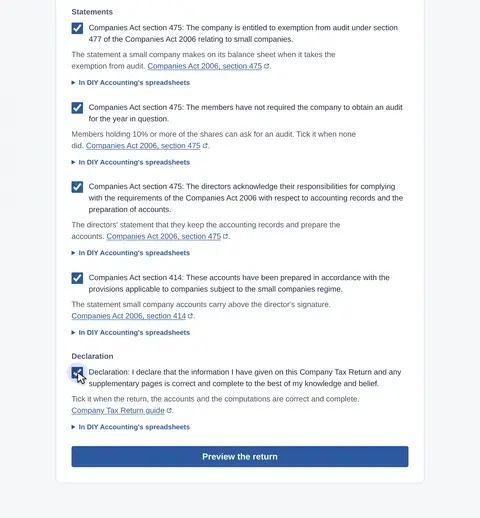 Statements
Companies Act section 475: The company is entitled to exemption from audit under section
477 of the Companies Act 2006 relating to small companies.
The statement a small company makes on its balance sheet when it takes the
exemption from audit. Companies Act 2006, section 475.
In DIY Accounting's spreadsheets
Companies Act section 475: The members have not required the company to obtain an audit
for the year in question.
Members holding 10% or more of the shares can ask for an audit. Tick it when none
did. Companies Act 2006, section 475.
In DIY Accounting's spreadsheets
Companies Act section 475: The directors acknowledge their responsibilities for complying
with the requirements of the Companies Act 2006 with respect to accounting records and the
preparation of accounts.
The directors' statement that they keep the accounting records and prepare the
accounts. Companies Act 2006, section 475.
In DIY Accounting's spreadsheets
Companies Act section 414: These accounts have been prepared in accordance with the
provisions applicable to companies subject to the small companies regime.
The statement small company accounts carry above the director's signature.
Companies Act 2006, section 414.
In DIY Accounting's spreadsheets
Declaration
Declaration: I declare that the information I have given on this Company Tax Return and any
supplementary pages is correct and complete to the best of my knowledge and belief.
Tick it when the return, the accounts and the computations are correct and complete.
Company Tax Return guide.
In DIY Accounting's spreadsheets
Preview the return